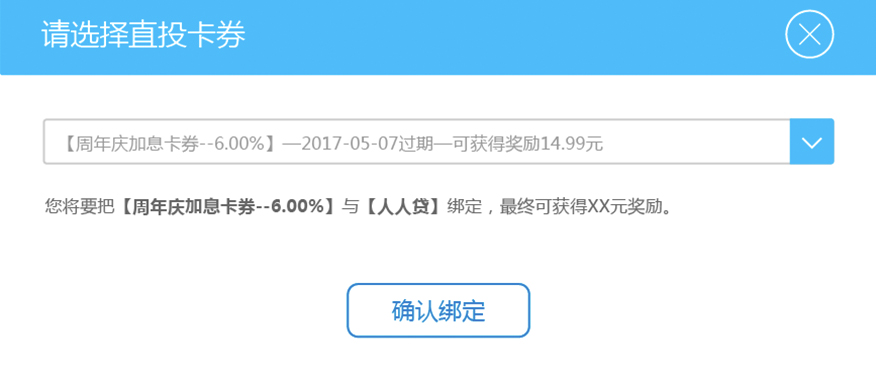 请选择直投卡券
【周年庆加息卡券--6.00%】—2017-05-07过期—可获得奖励14.99元
您将要把【周年庆加息卡券--6.00%】与【人人贷】绑定，最终可获得XX元奖励。
确认绑定